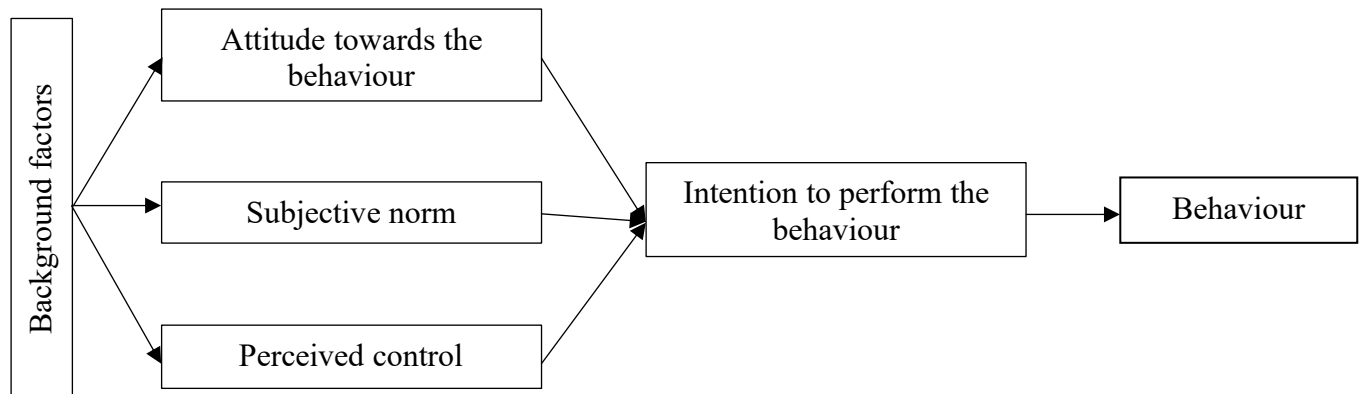 Background factors
Attitude towards the
behaviour
Subjective norm
Perceived control
Intention to perform the
behaviour
Behaviour